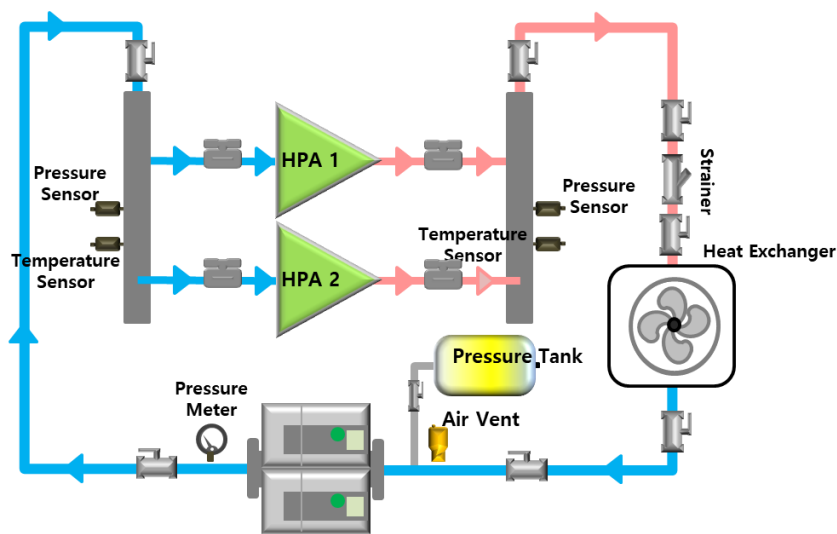 HPA 1
Pressure
Sensor
Temperature
Sensor
HPA 2
Pressure
Sensor
Temperature
Sensor
Strainer
Heat Exchanger
Pressure Tank
Pressure
Meter
Air Vent